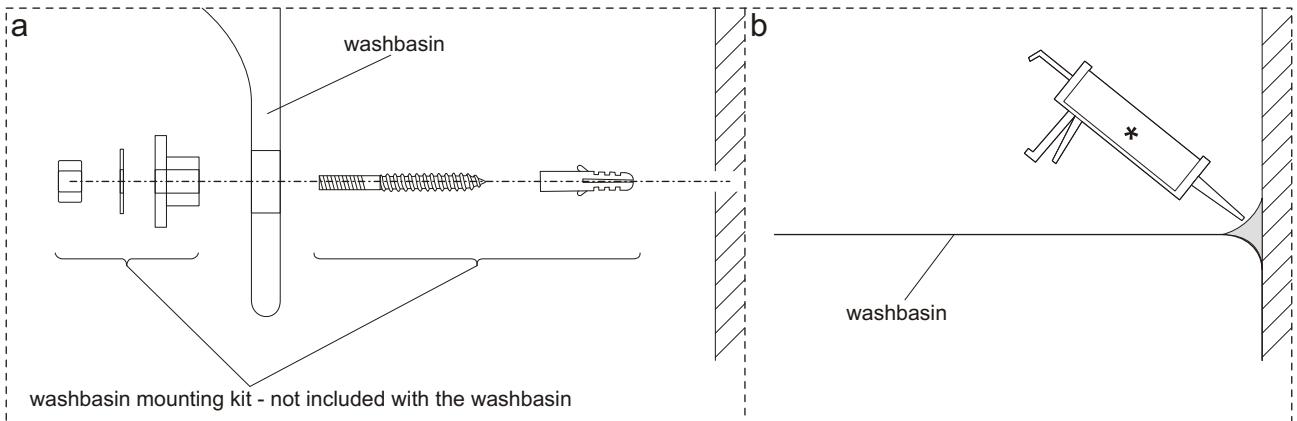 a
washbasin
washbasin mounting kit - not included with the washbasin
b
*
washbasin